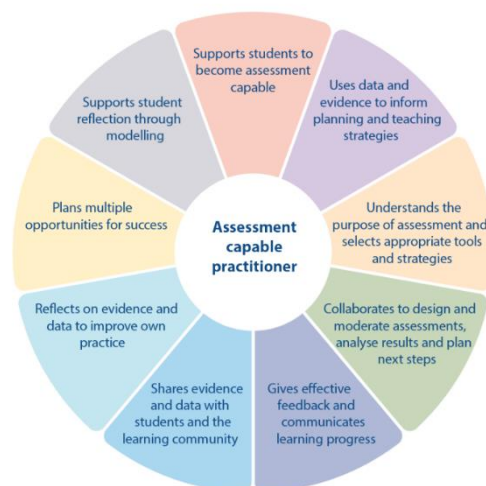 Supports students to
become assessment
capable
Uses data and
evidence to inform
planning and teaching
strategies
Understands the
purpose of assessment and
selects appropriate tools
and strategies
Collaborates to design and
moderate assessments,
analyse results and plan
next steps
Gives effective
feedback and
communicates
learning progress
Shares evidence
and data with
students and the
learning community
Reflects on evidence and
data to improve own
practice
Plans multiple
opportunities for success
Supports student
reflection through
modelling
Assessment
capable
practitioner